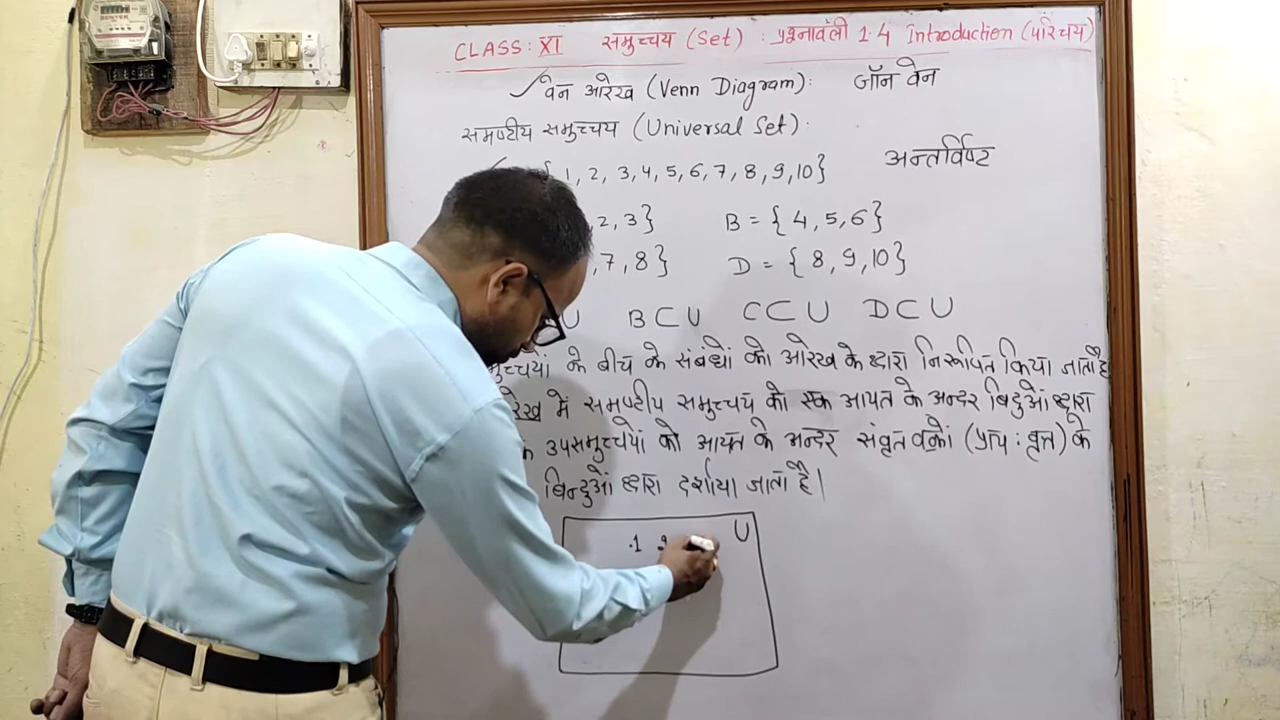 CLASS: XI समुच्चय (Set) : प्रश्नावली 1.4 Introduction (परिचय)
वेन आरेख (Venn Diagram): जॉन वेन
समष्टीय समुच्चय (Universal Set):
{1, 2, 3, 4, 5, 6, 7, 8, 9, 10} अन्तर्विष्ट
2, 3} B = { 4, 5, 6 }
, 7, 8} D = { 8, 9, 10 }
U B ⊂ U C ⊂ U D ⊂ U
मुच्चयों के बीच के संबंधों को आरेख के द्वारा निरूपित किया जाता है
रेख में समष्टीय समुच्चय को एक आयत के अन्दर बिंदुओं द्वारा
उपसमुच्चयों को आयत के अन्दर संवृत वक्रों (प्राय: वृत्त) के
बिन्दुओं द्वारा दर्शाया जाता है।
U
.1